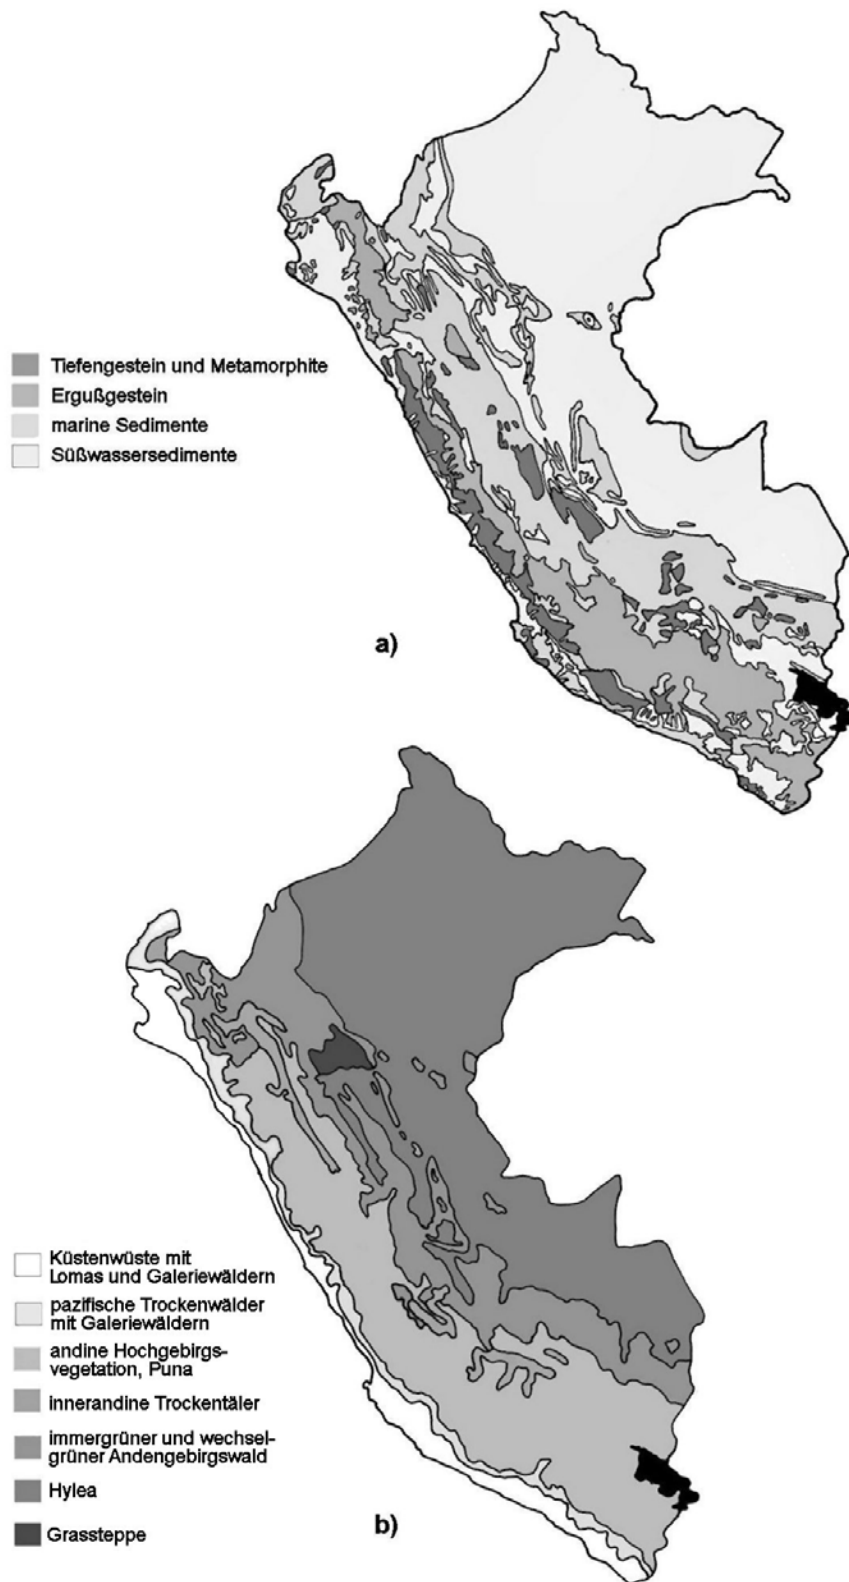 Tiefengestein und Metamorphite
Ergußgestein
marine Sedimente
Süßwassersedimente
a)
Küstenwüste mit
Lomas und Galeriewäldern
pazifische Trockenwälder
mit Galeriewäldern
andine Hochgebirgs-
vegetation, Puna
innerandine Trockentäler
immergrüner und wechsel-
grüner Andengebirgswald
Hylea
Grassteppe
b)